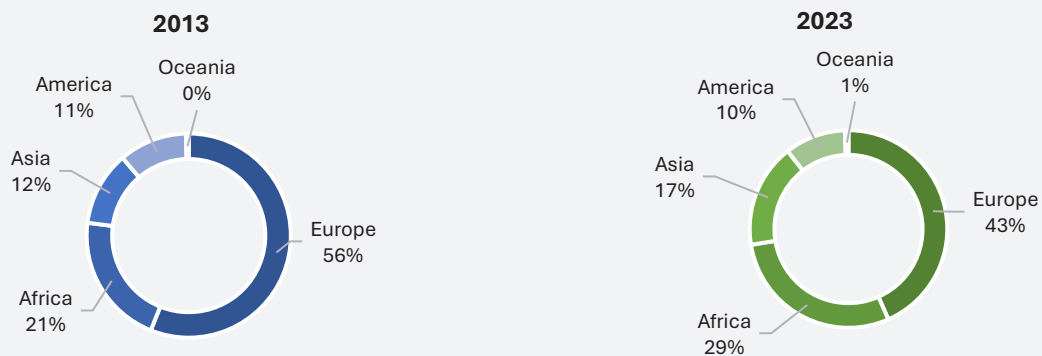 2013
Oceania
0%
America
11%
Asia
12%
Europe
56%
Africa
21%
2023
Oceania
1%
America
10%
Asia
17%
Europe
43%
Africa
29%